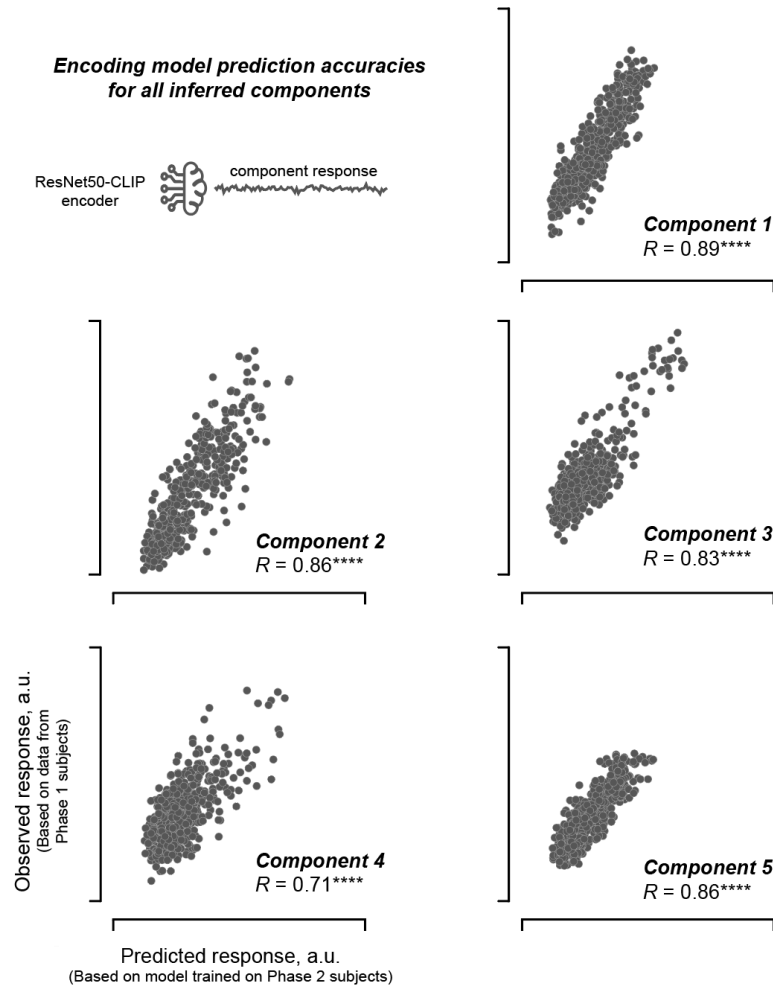 Encoding model prediction accuracies
for all inferred components
ResNet50-CLIP
encoder
component response
Component 1
R = 0.89****
Component 2
R = 0.86****
Component 3
R = 0.83****
Observed response, a.u.
(Based on data from
Phase 1 subjects)
Component 4
R = 0.71****
Component 5
R = 0.86****
Predicted response, a.u.
(Based on model trained on Phase 2 subjects)